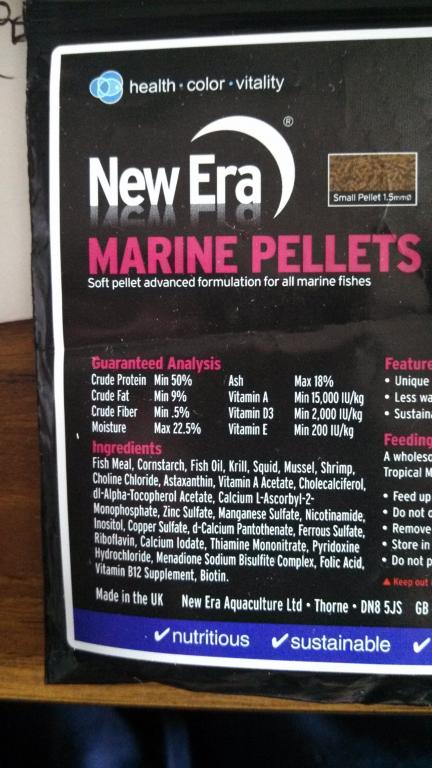 health • color • vitality
New Era®
Small Pellet 1.5mmø
MARINE PELLETS
Soft pellet advanced formulation for all marine fishes
Guaranteed Analysis
Crude Protein Min 50% Ash Max 18%
Crude Fat Min 9% Vitamin A Min 15,000 IU/kg
Crude Fiber Min .5% Vitamin D3 Min 2,000 IU/kg
Moisture Max 22.5% Vitamin E Min 200 IU/kg
Ingredients
Fish Meal, Cornstarch, Fish Oil, Krill, Squid, Mussel, Shrimp,
Choline Chloride, Astaxanthin, Vitamin A Acetate, Cholecalciferol,
dl-Alpha-Tocopherol Acetate, Calcium L-Ascorbyl-2-
Monophosphate, Zinc Sulfate, Manganese Sulfate, Nicotinamide,
Inositol, Copper Sulfate, d-Calcium Pantothenate, Ferrous Sulfate,
Riboflavin, Calcium Iodate, Thiamine Mononitrate, Pyridoxine
Hydrochloride, Menadione Sodium Bisulfite Complex, Folic Acid,
Vitamin B12 Supplement, Biotin.
Feature
• Unique
• Less wa
• Sustain
Feeding
A wholeso
Tropical M
• Feed up
• Do not o
• Remove
• Store in
• Do not p
Keep out
Made in the UK New Era Aquaculture Ltd • Thorne • DN8 5JS GB
✔nutritious ✔sustainable ✔